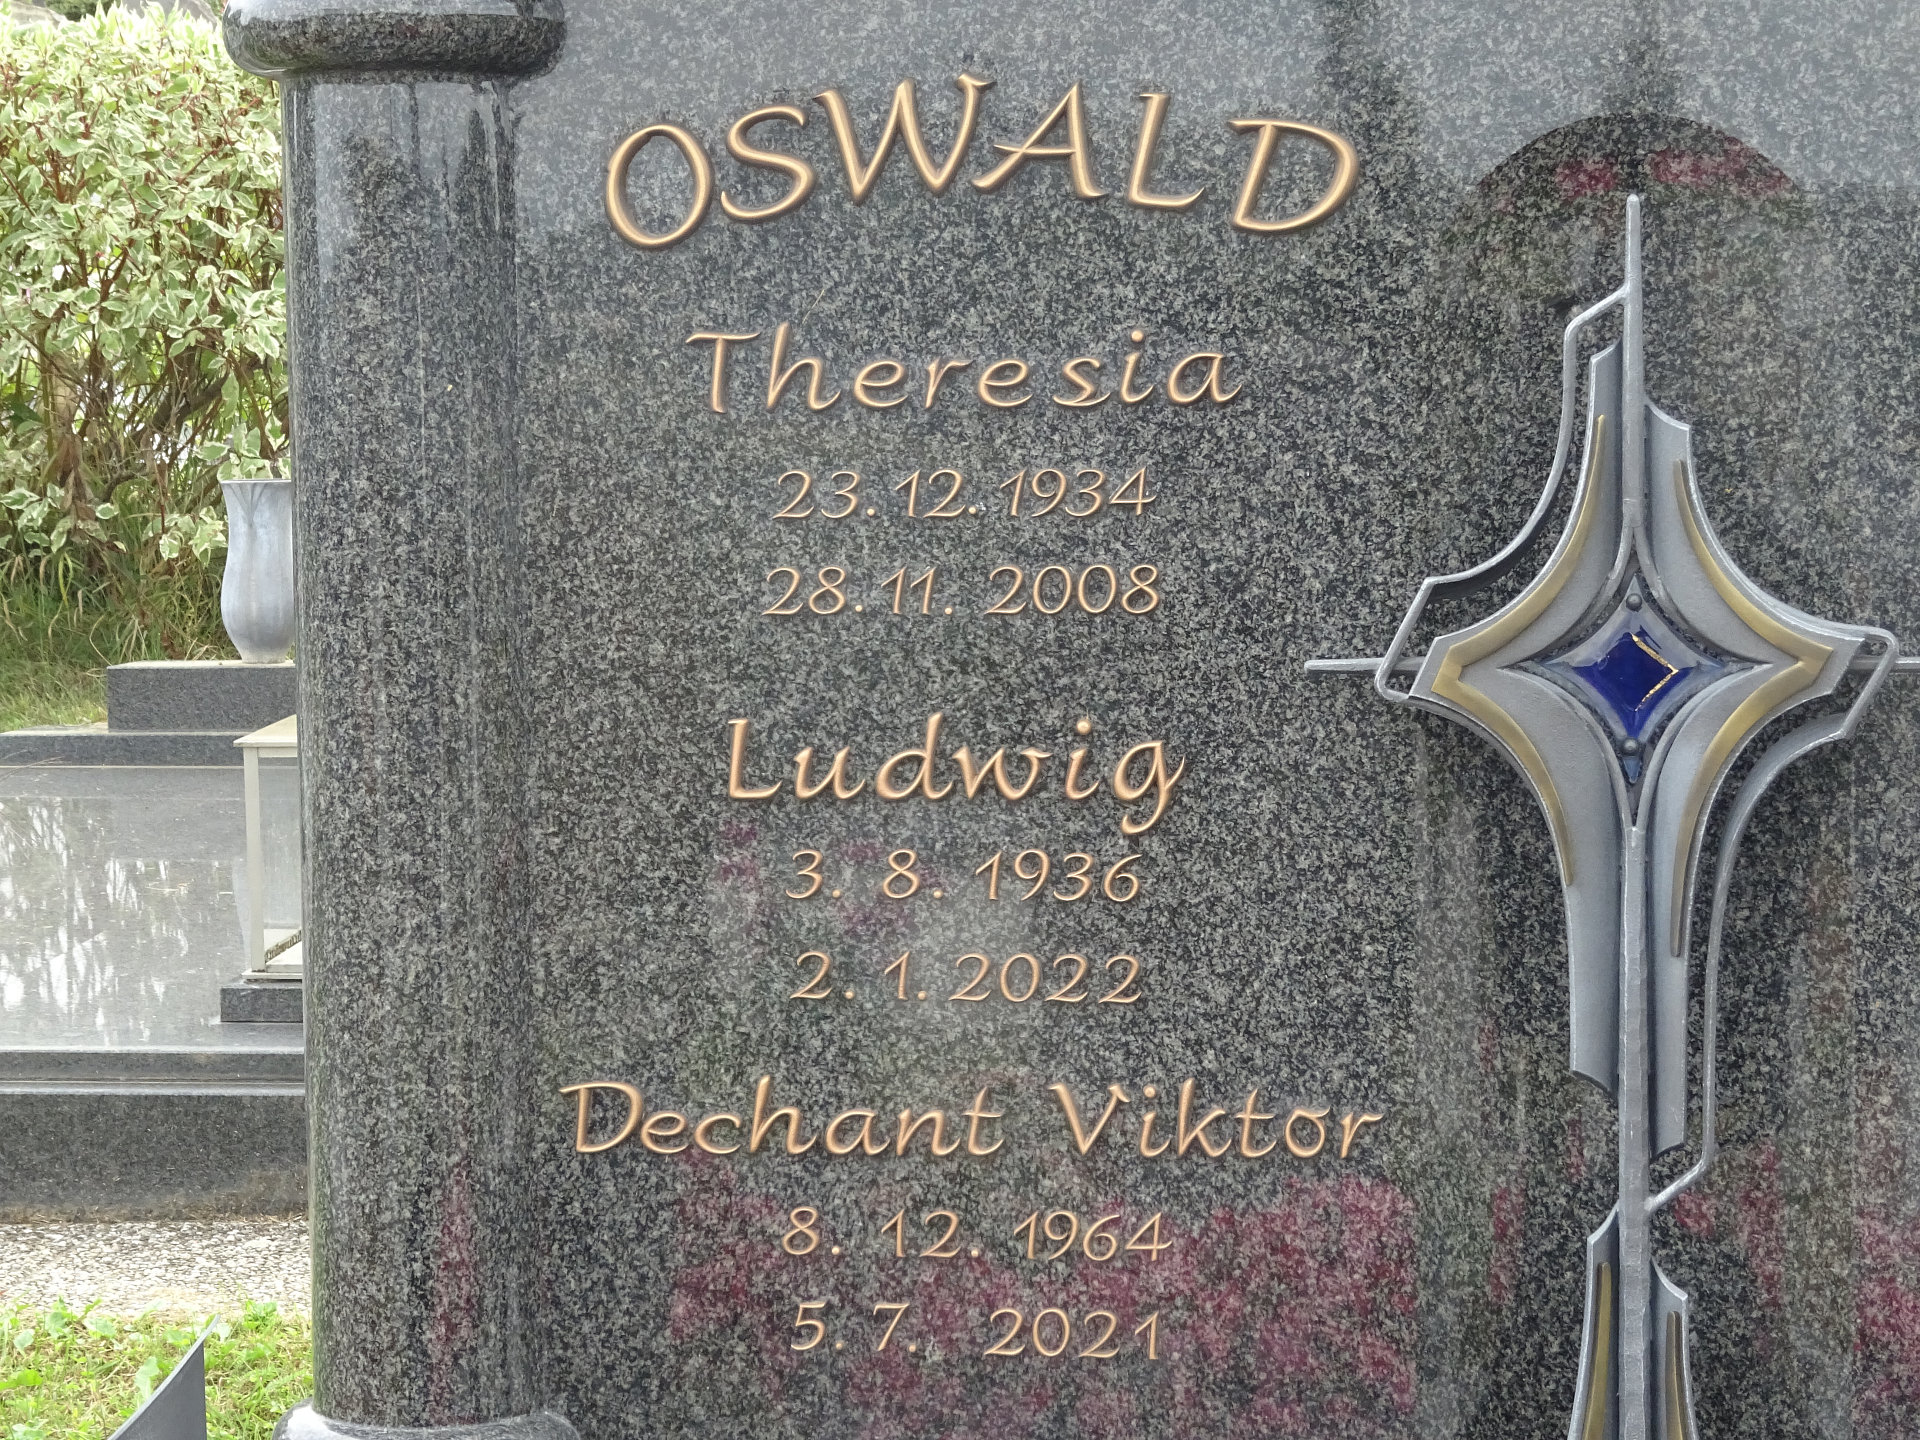 OSWALD
Theresia
23. 12. 1934
28. 11. 2008
Ludwig
3. 8. 1936
2. 1. 2022
Dechant Viktor
8. 12. 1964
5. 7. 2021